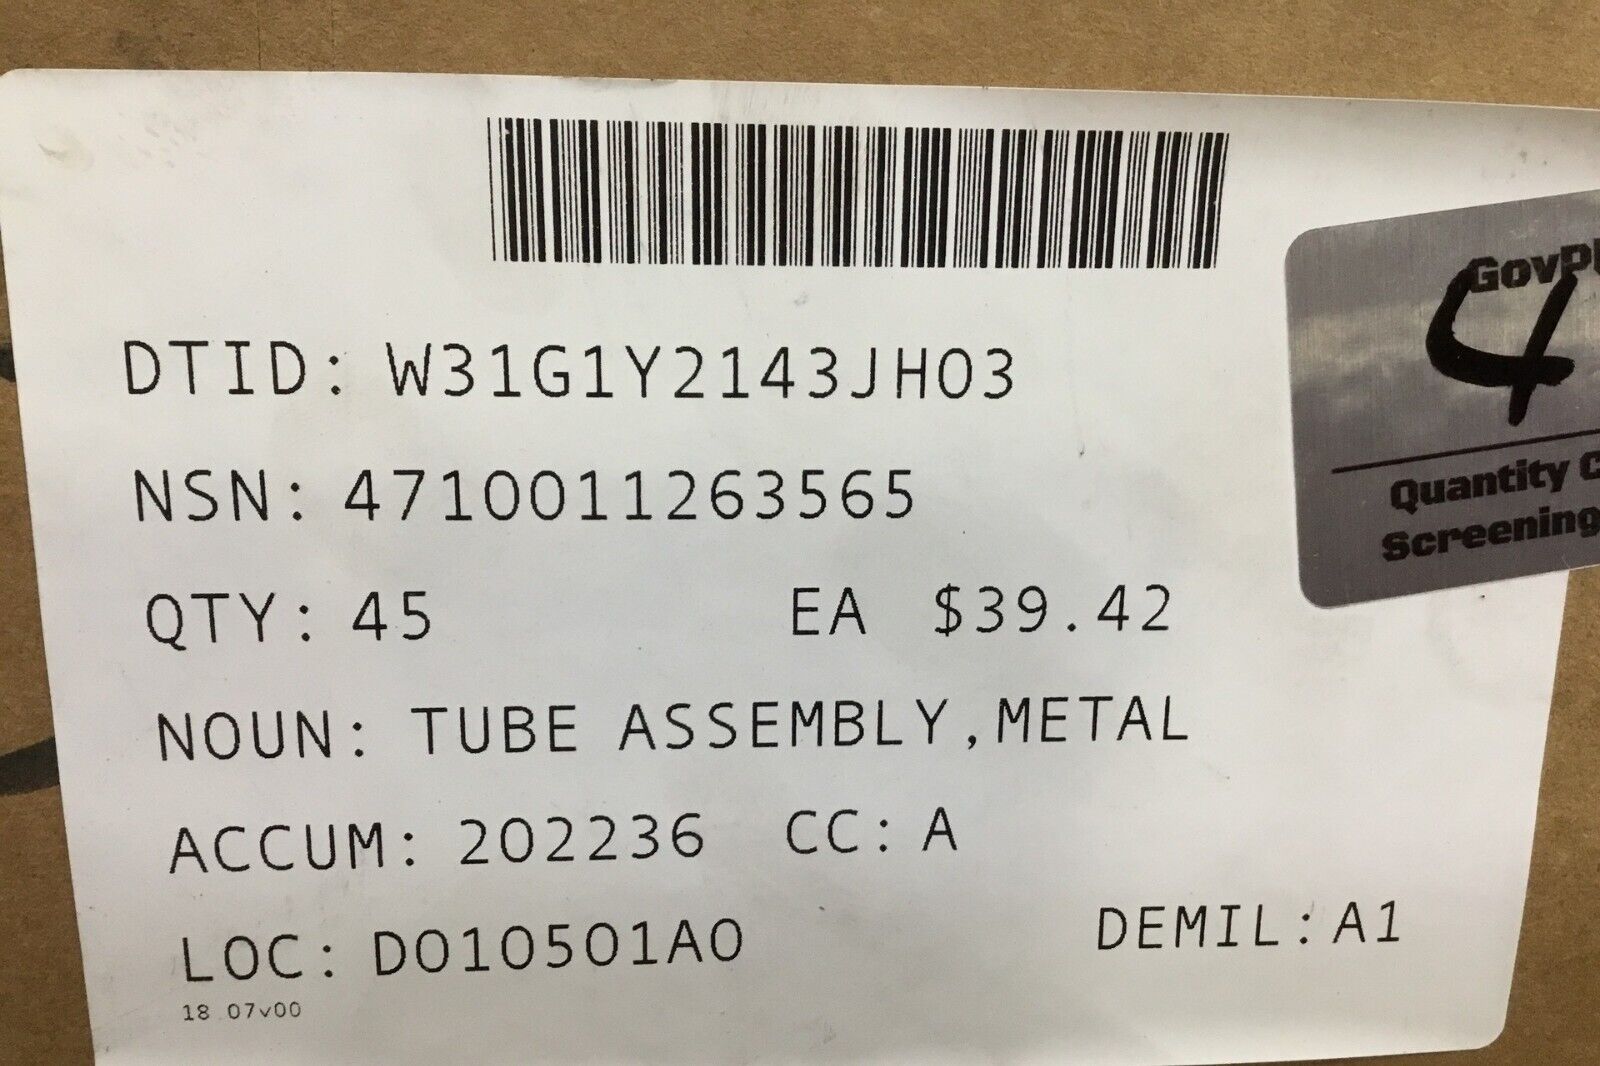 DTID: W31G1Y2143JH03
NSN: 4710011263565
QTY: 45 EA $39.42
NOUN: TUBE ASSEMBLY,METAL
ACCUM: 202236 CC: A
LOC: D010501A0 DEMIL: A1
18 07v00
4
Quantity
Screening